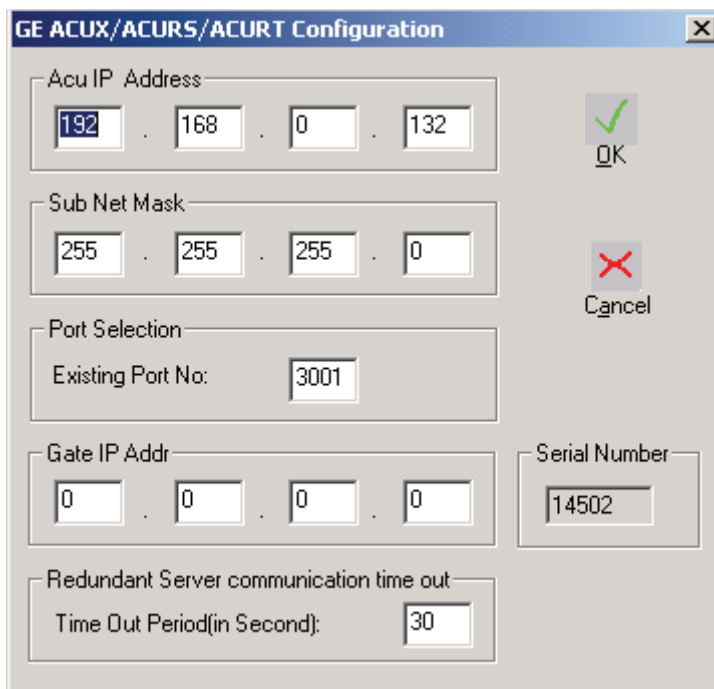 GE ACUX/ACURS/ACURT Configuration
Acu IP Address
192 . 168 . 0 . 132
OK
Sub Net Mask
255 . 255 . 255 . 0
Cancel
Port Selection
Existing Port No: 3001
Gate IP Addr
0 . 0 . 0 . 0
Serial Number
14502
Redundant Server communication time out
Time Out Period(in Second): 30